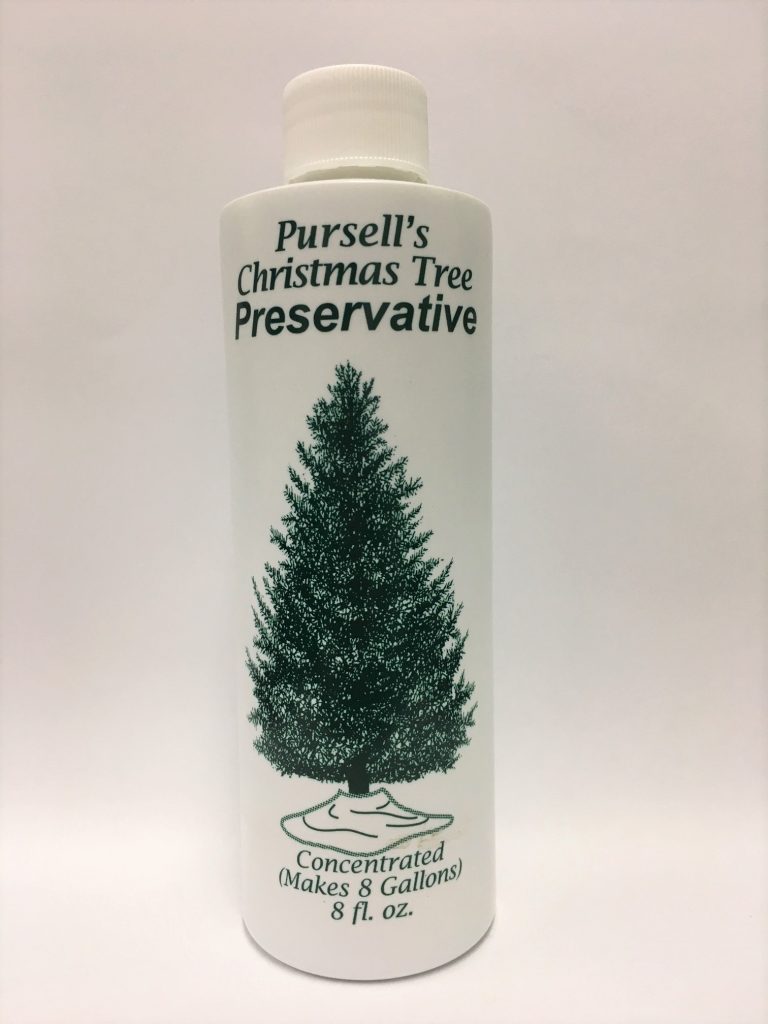 Pursell's
Christmas Tree
Preservative
Concentrated
(Makes 8 Gallons)
8 fl. oz.